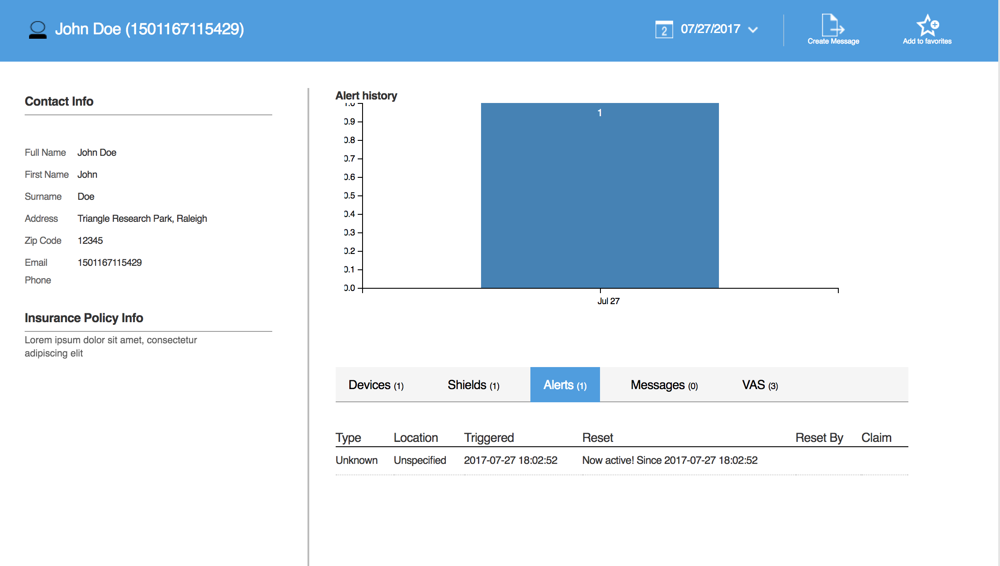 John Doe (1501167115429)
2
07/27/2017
Create Message
Add to favorites
Contact Info
Full Name John Doe
First Name John
Surname Doe
Address Triangle Research Park, Raleigh
Zip Code 12345
Email 1501167115429
Phone
Insurance Policy Info
Lorem ipsum dolor sit amet, consectetur
adipiscing elit
Alert history
1.0
0.9
0.8
0.7
0.6
0.5
0.4
0.3
0.2
0.1
0.0
1
Jul 27
Devices (1) Shields (1) Alerts (1) Messages (0) VAS (3)
Type Location Triggered Reset Reset By Claim
Unknown Unspecified 2017-07-27 18:02:52 Now active! Since 2017-07-27 18:02:52